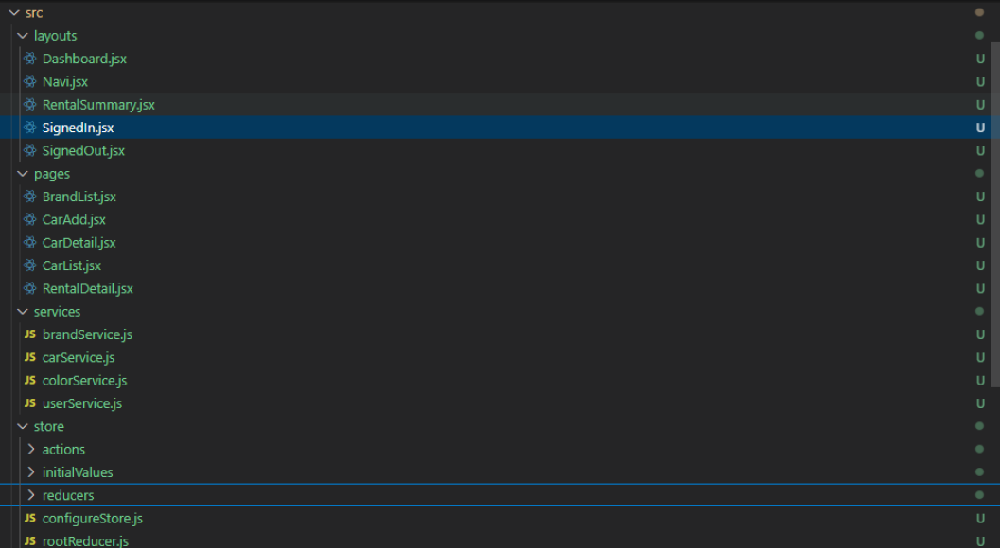 src
layouts
Dashboard.jsx U
Navi.jsx U
RentalSummary.jsx U
SignedIn.jsx U
SignedOut.jsx U
pages
BrandList.jsx U
CarAdd.jsx U
CarDetail.jsx U
CarList.jsx U
RentalDetail.jsx U
services
JS brandService.js U
JS carService.js U
JS colorService.js U
JS userService.js U
store
actions
initialValues
reducers
JS configureStore.js U
JS rootReducer.js U